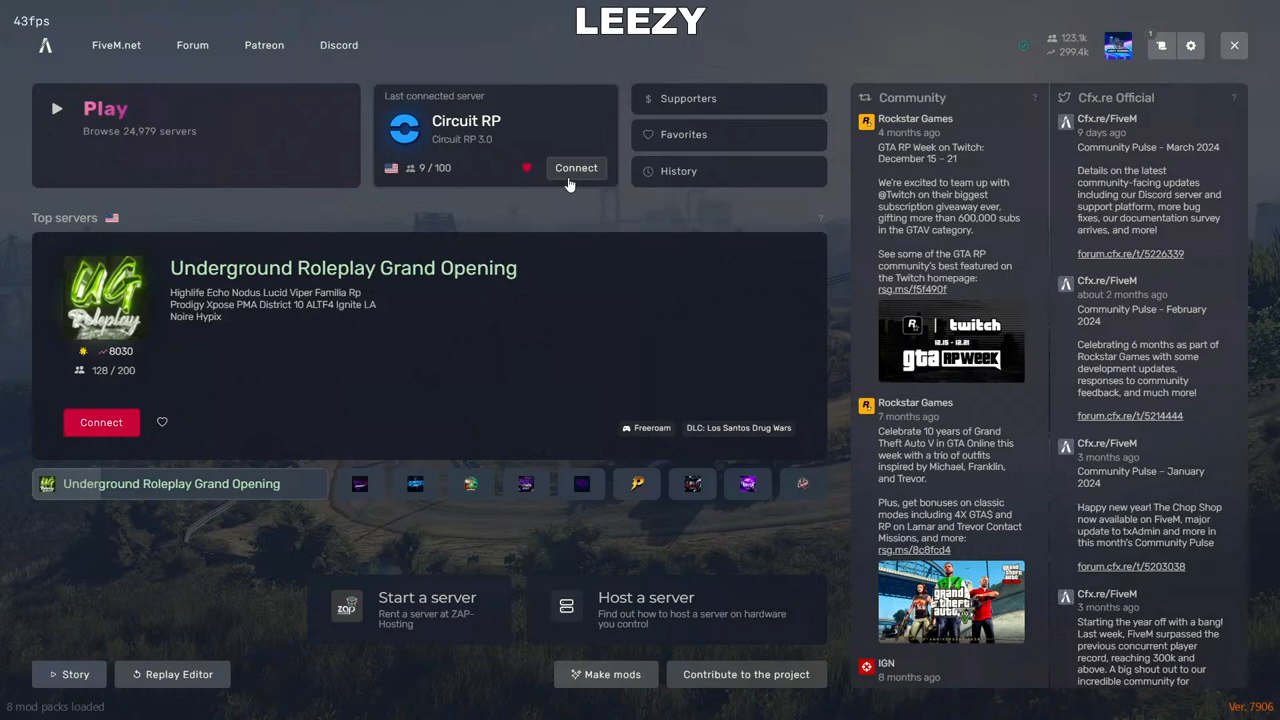 43fps
LEEZY
FiveM.net
Forum
Patreon
Discord
123.1k
299.4k
1
Play
Browse 24,979 servers
Last connected server
Circuit RP
Circuit RP 3.0
9 / 100
Connect
$ Supporters
Favorites
History
Top servers
?
Underground Roleplay Grand Opening
Highlife Echo Nostus Lucid Viper Familia Rp
Prodigy Xpose PMA District 10 ALTF4 Ignite LA
Noire Hypix
UG
Roleplay
8030
128 / 200
Connect
Freeroam
DLC: Los Santos Drug Wars
Underground Roleplay Grand Opening
ZAP
Start a server
Rent a server at ZAP-
Hosting
Host a server
Find out how to host a server on hardware
you control
Story
Replay Editor
Make mods
Contribute to the project
8 mod packs loaded
Community
?
Rockstar Games
4 months ago
GTA RP Week on Twitch:
December 15 – 21
We're excited to team up with
@Twitch on their biggest
subscription giveaway ever,
gifting more than 600,000 subs
in the GTAV category.
See some of the GTA RP
community's best featured on
the Twitch homepage:
rsg.ms/f5f490f
R | twitch
12.15 - 12.21
gta RP WEEK
Rockstar Games
7 months ago
Celebrate 10 years of Grand
Theft Auto V in GTA Online this
week with a trio of outfits
inspired by Michael, Franklin,
and Trevor.
Plus, get bonuses on classic
modes including 4X GTA$ and
RP on Lamar and Trevor Contact
Missions, and more:
rsg.ms/8c8fcd4
grand
theft
auto
IGN
8 months ago
Cfx.re Official
?
Cfx.re/FiveM
9 days ago
Community Pulse - March 2024
Details on the latest
community-facing updates
including our Discord server and
support platform, more bug
fixes, our documentation survey
arrives, and more!
forum.cfx.re/t/5226339
Cfx.re/FiveM
about 2 months ago
Community Pulse - February
2024
Celebrating 6 months as part of
Rockstar Games with some
development updates,
responses to community
feedback, and much more!
forum.cfx.re/t/5214444
Cfx.re/FiveM
3 months ago
Community Pulse – January
2024
Happy new year! The Chop Shop
now available on FiveM, major
update to txAdmin and more in
this month's Community Pulse
forum.cfx.re/t/5203038
Cfx.re/FiveM
3 months ago
Starting the year off with a bang!
Last week, FiveM surpassed the
previous concurrent player
record, reaching 300k and
above. A big shout out to our
incredible community for
Ver. 7906